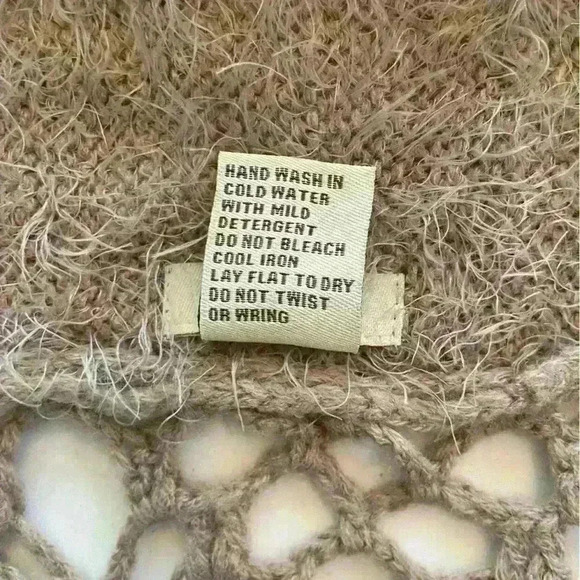 HAND WASH IN
COLD WATER
WITH MILD
DETERGENT
DO NOT BLEACH
COOL IRON
LAY FLAT TO DRY
DO NOT TWIST
OR WRING